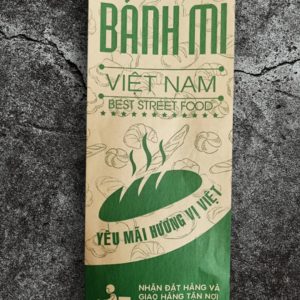 BÁNH MÌ
VIỆT NAM
BEST STREET FOOD
YÊU MÃI HƯƠNG VỊ VIỆT
NHẬN ĐẶT HÀNG VÀ
GIAO HÀNG TẬN NƠI